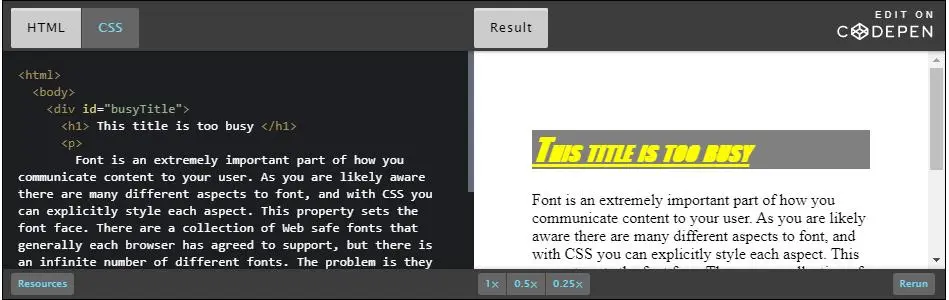 HTML CSS Result EDIT ON
CODEPEN
<html>
<body>
<div id="busyTitle">
<h1> This title is too busy </h1>
<p>
Font is an extremely important part of how you
communicate content to your user. As you are likely aware
there are many different aspects to font, and with CSS you
can explicitly style each aspect. This property sets the
font face. There are a collection of Web safe fonts that
generally each browser has agreed to support, but there is
an infinite number of different fonts. The problem is they
This title is too busy
Font is an extremely important part of how you
communicate content to your user. As you are likely
aware there are many different aspects to font, and
with CSS you can explicitly style each aspect. This
Resources 1x 0.5x 0.25x Rerun